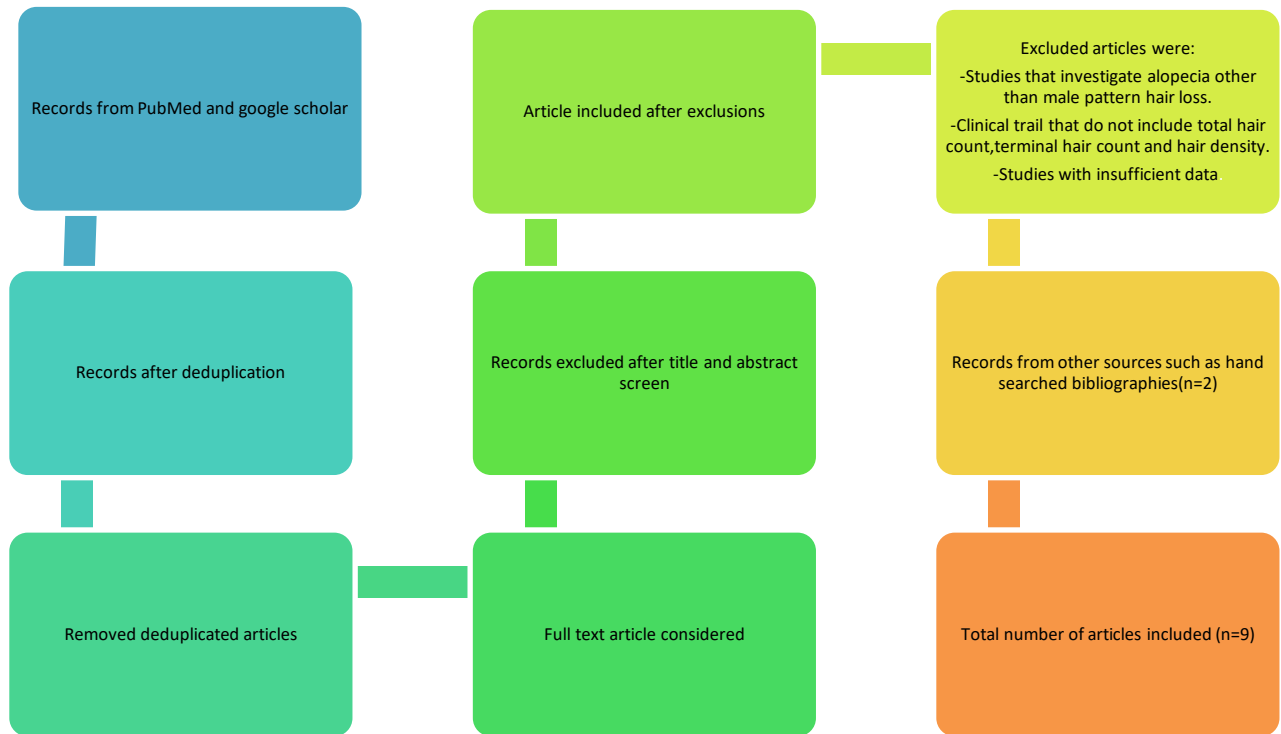 Records from PubMed and google scholar
Records after deduplication
Removed deduplicated articles
Full text article considered
Records excluded after title and abstract
screen
Article included after exclusions
Excluded articles were:
-Studies that investigate alopecia other
than male pattern hair loss.
-Clinical trail that do not include total hair
count,terminal hair count and hair density.
-Studies with insufficient data.
Records from other sources such as hand
searched bibliographies(n=2)
Total number of articles included (n=9)